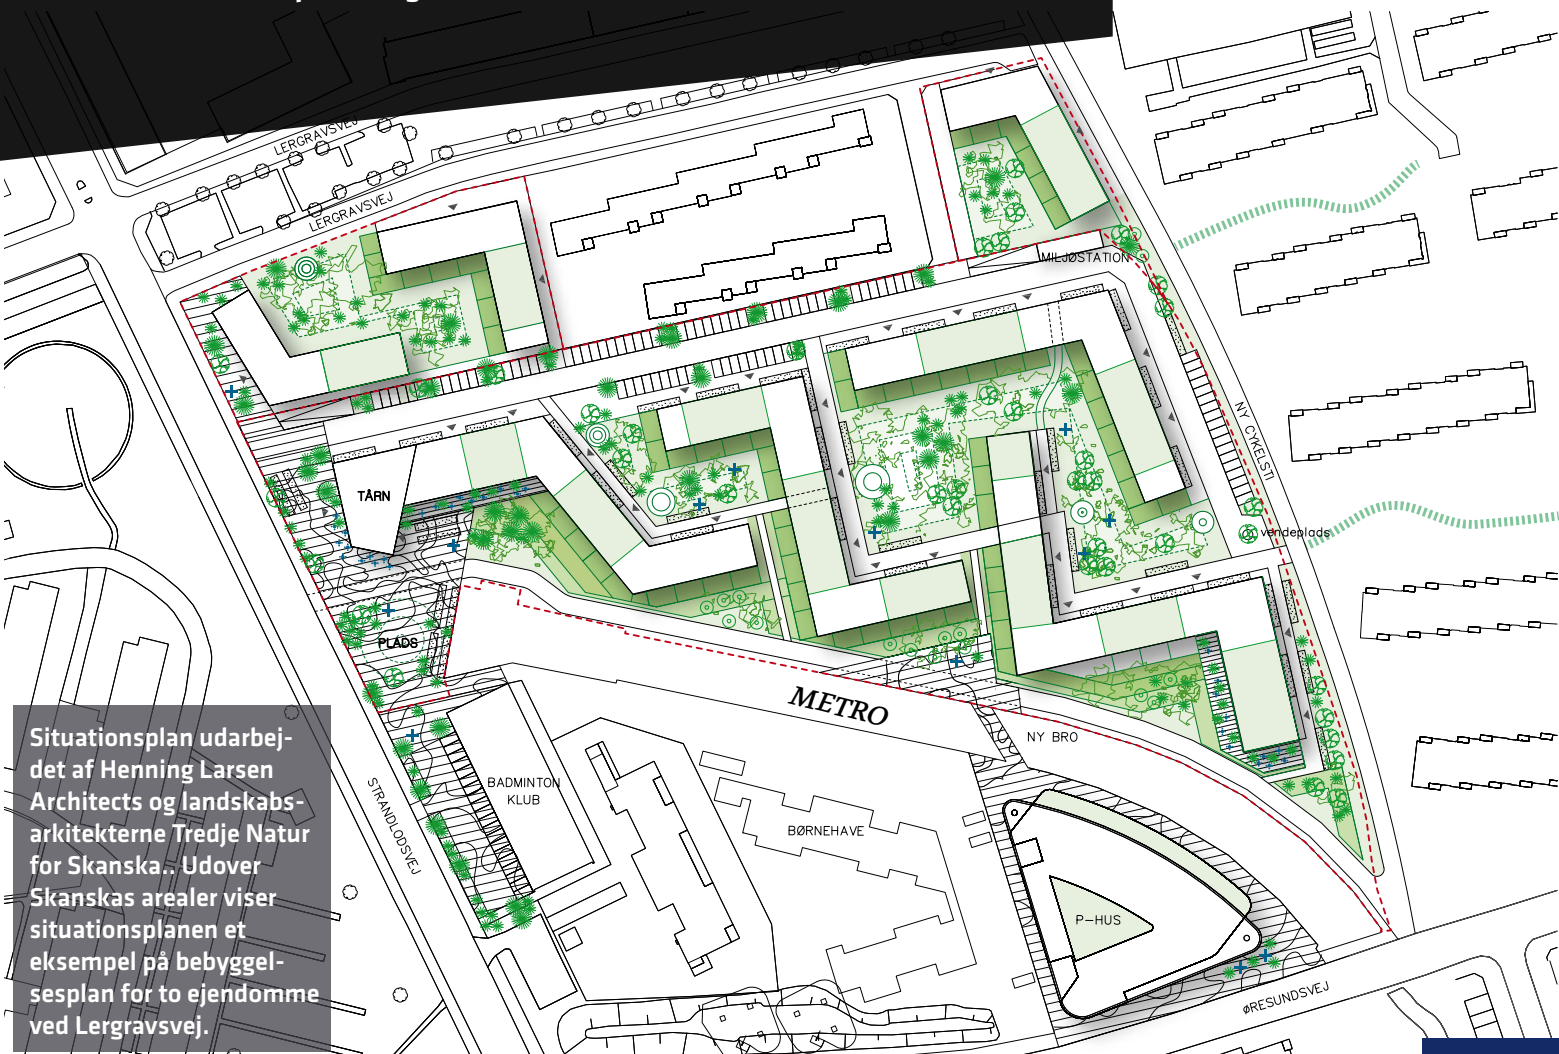 LERGRAVSVEJ
LERGRAVSVEJ
MILJØSTATION
NY CYKELSTI
vendeplads
TÅRN
PLADS
METRO
NY BRO
STRANDLODSVEJ
BADMINTON
KLUB
BØRNEHAVE
P-HUS
ØRESUNDSVEJ
Situationsplan udarbej-
det af Henning Larsen
Architects og landskabs-
arkitekterne Tredje Natur
for Skanska.. Udover
Skanskas arealer viser
situationsplanen et
eksempel på bebyggel-
sesplan for to ejendomme
ved Lergravsvej.